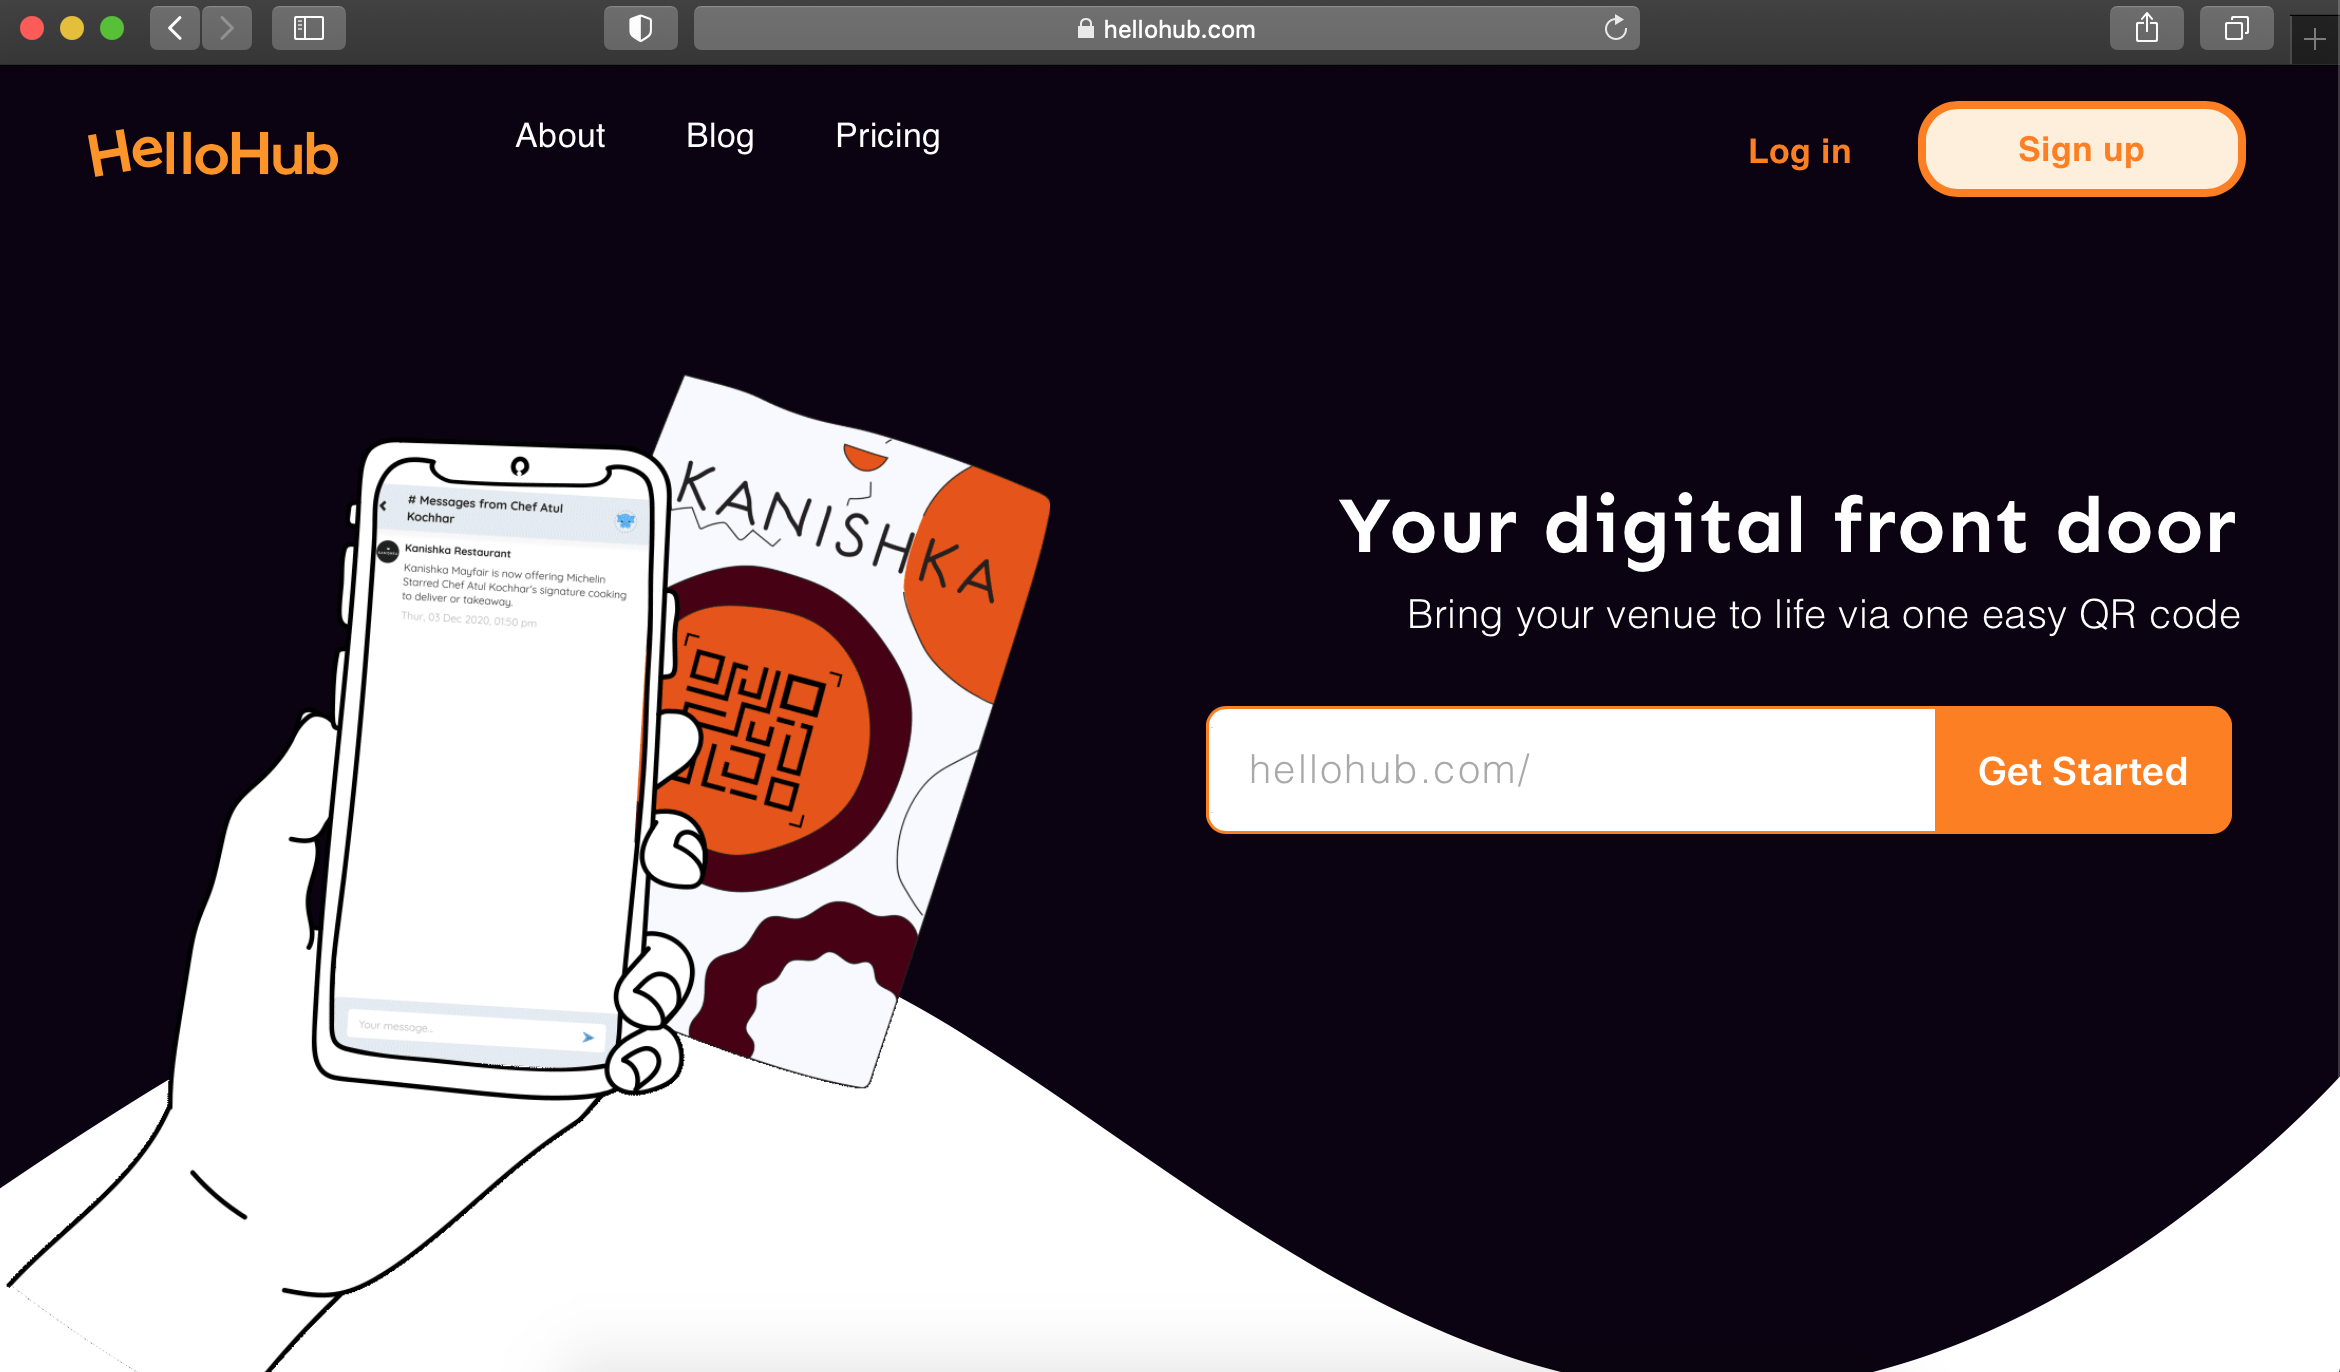 hellohub.com
HelloHub
About
Blog
Pricing
Log in
Sign up
KANISHKA
# Messages from Chef Atul
Kochhar
Kanishka Restaurant
Kanishka Mayfair is now offering Michelin
Starred Chef Atul Kochhar's signature cooking
to deliver or takeaway.
Thur, 03 Dec 2020, 01:50 pm
Your message...
Your digital front door
Bring your venue to life via one easy QR code
hellohub.com/
Get Started